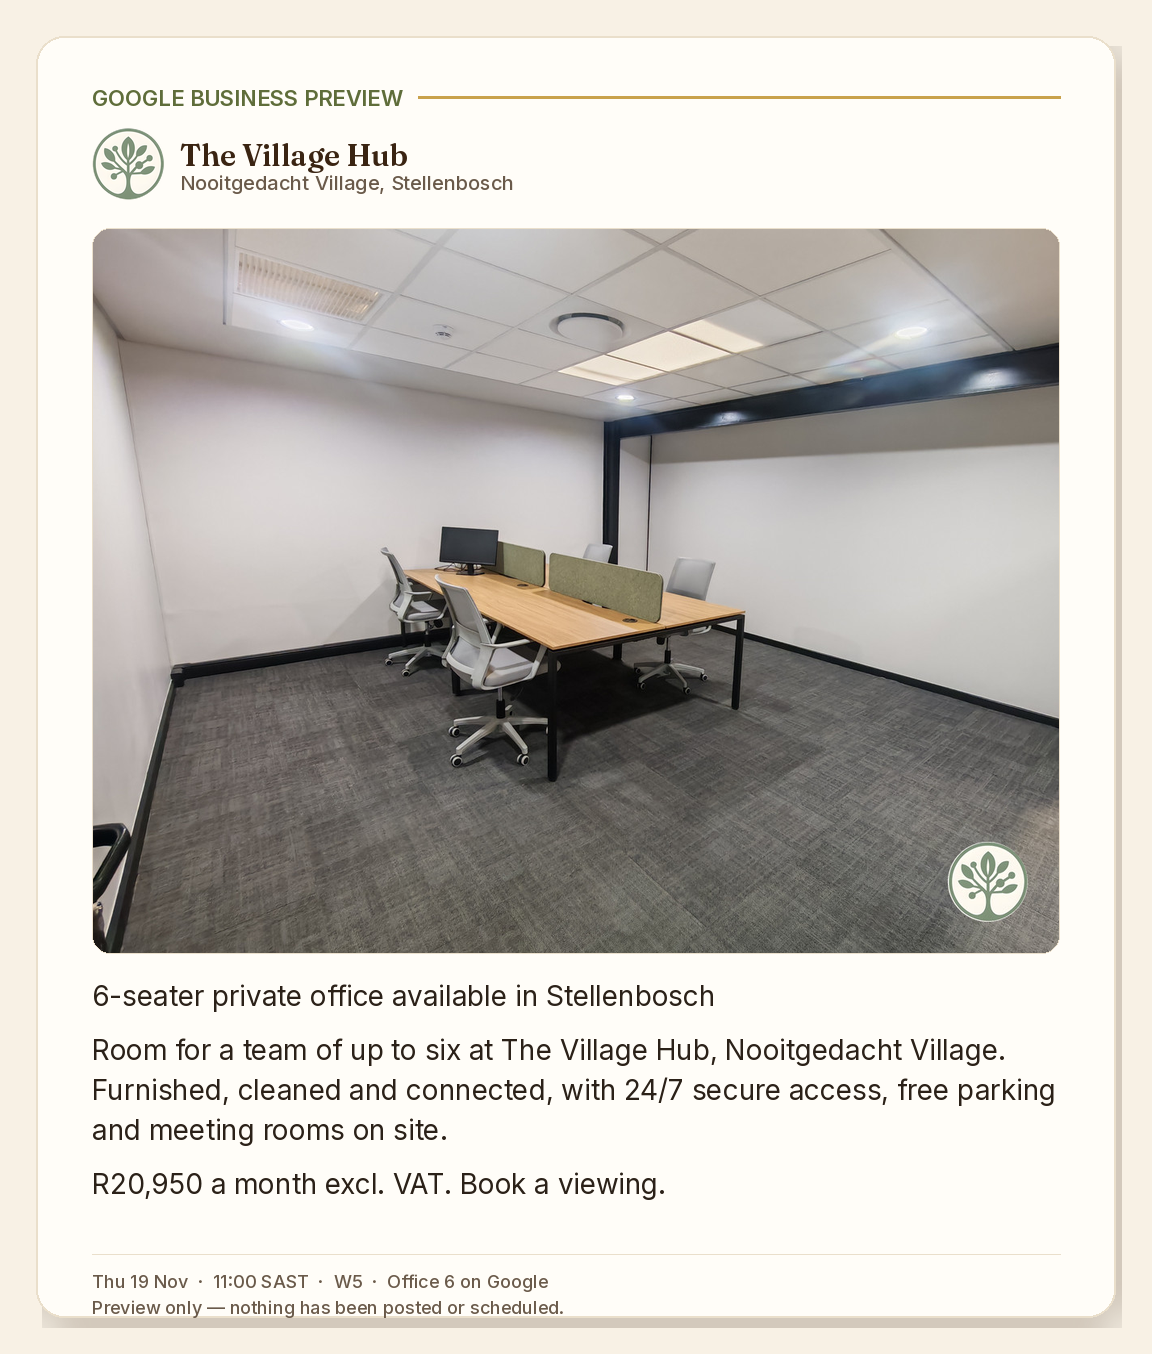 GOOGLE BUSINESS PREVIEW
The Village Hub
Nooitgedacht Village, Stellenbosch
6-seater private office available in Stellenbosch
Room for a team of up to six at The Village Hub, Nooitgedacht Village.
Furnished, cleaned and connected, with 24/7 secure access, free parking
and meeting rooms on site.
R20,950 a month excl. VAT. Book a viewing.
Thu 19 Nov · 11:00 SAST · W5 · Office 6 on Google
Preview only — nothing has been posted or scheduled.